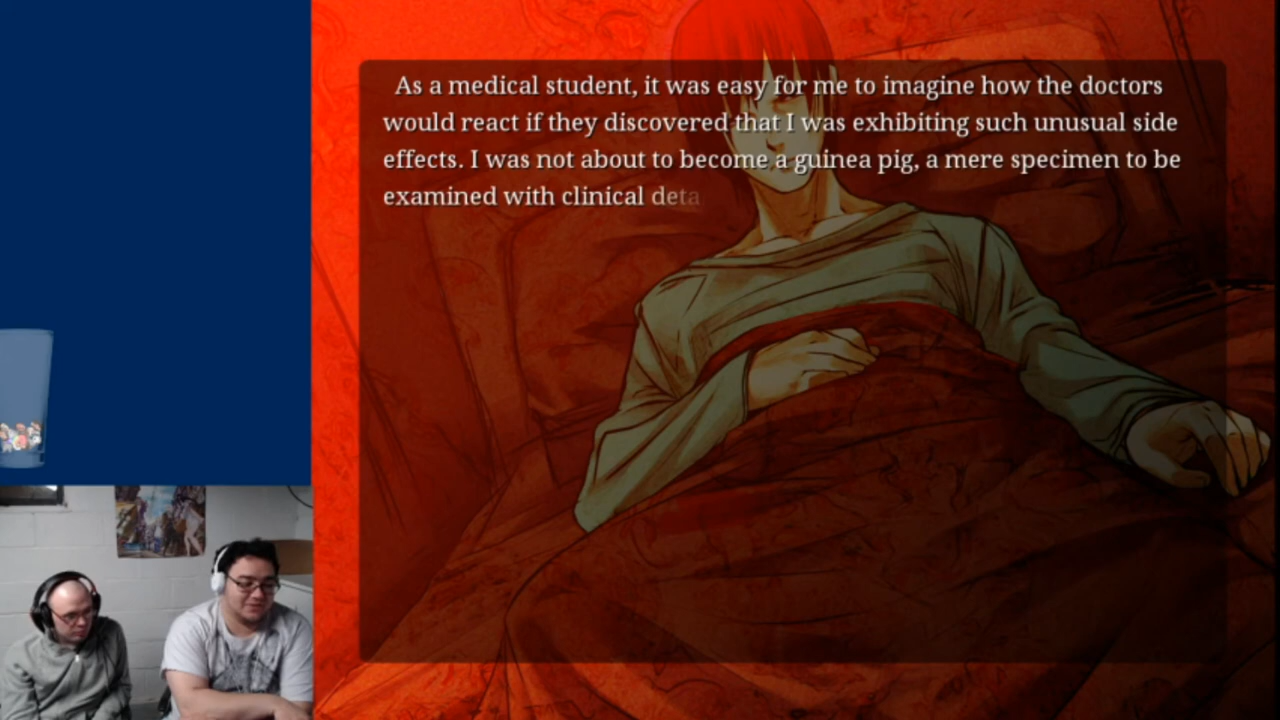 As a medical student, it was easy for me to imagine how the doctors
would react if they discovered that I was exhibiting such unusual side
effects. I was not about to become a guinea pig, a mere specimen to be
examined with clinical deta